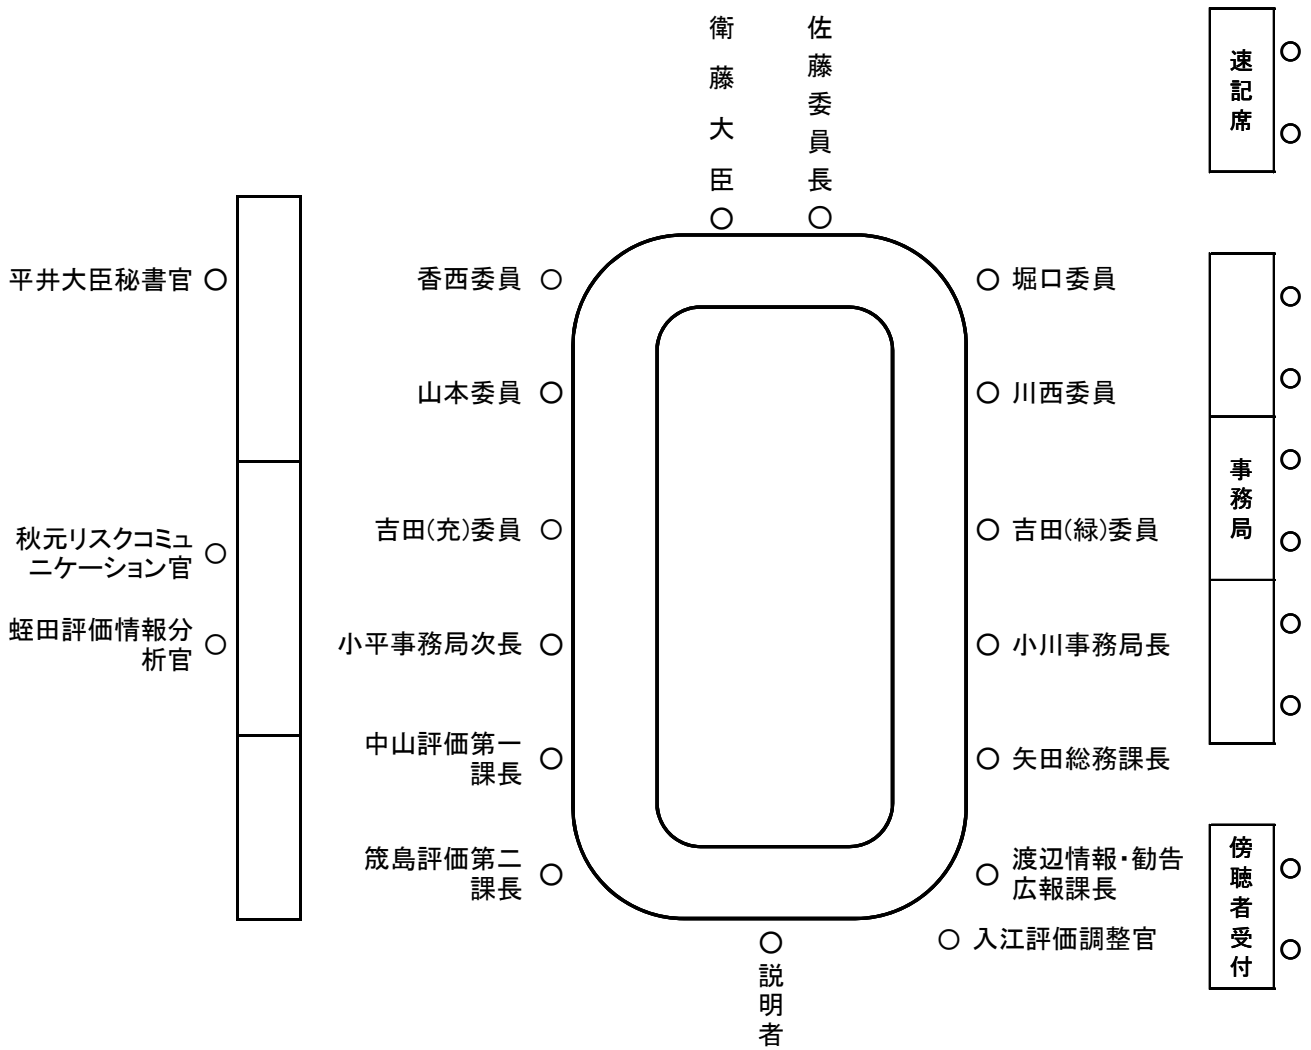 衛藤大臣
佐藤委員長
速記席
平井大臣秘書官
香西委員
堀口委員
山本委員
川西委員
事務局
秋元リスクコミュ
ニケーション官
吉田(充)委員
吉田(緑)委員
蛭田評価情報分
析官
小平事務局次長
小川事務局長
中山評価第一
課長
矢田総務課長
筬島評価第二
課長
渡辺情報・勧告
広報課長
傍聴者受付
入江評価調整官
説明者